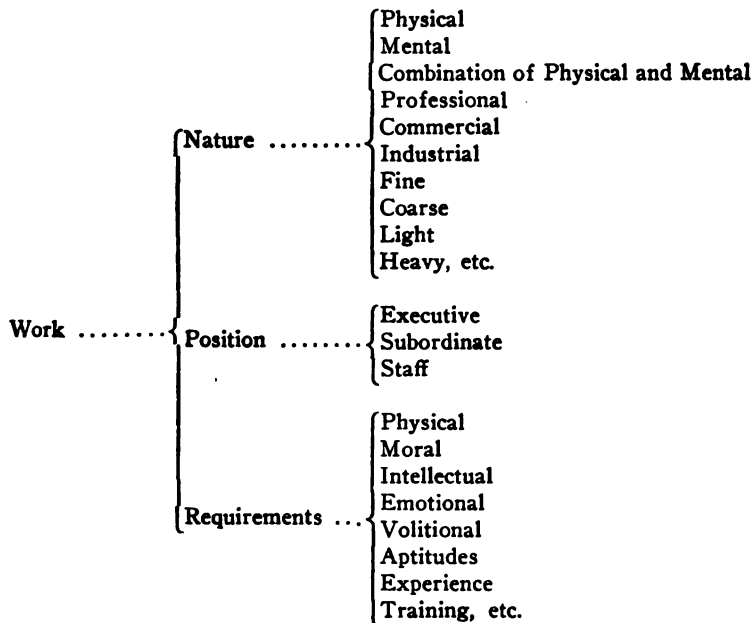 Physical
Mental
Combination of Physical and Mental
Professional
Commercial
Nature ..........
Industrial
Fine
Coarse
Light
Heavy, etc.
Executive
Work ........
Position ........
Subordinate
Staff
Physical
Moral
Intellectual
Emotional
Requirements ...
Volitional
Aptitudes
Experience
Training, etc.